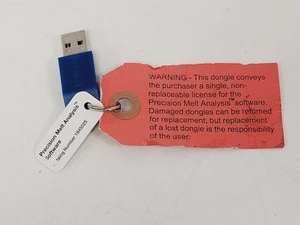 Precision Melt Analysis™
Software
WARNING - This dongle conveys
the purchaser a single, non-
replaceable license for the
Precision Melt Analysis™ software.
Damaged dongles can be returned
for replacement, but replacement
of a lost dongle is the responsibility
of the user.